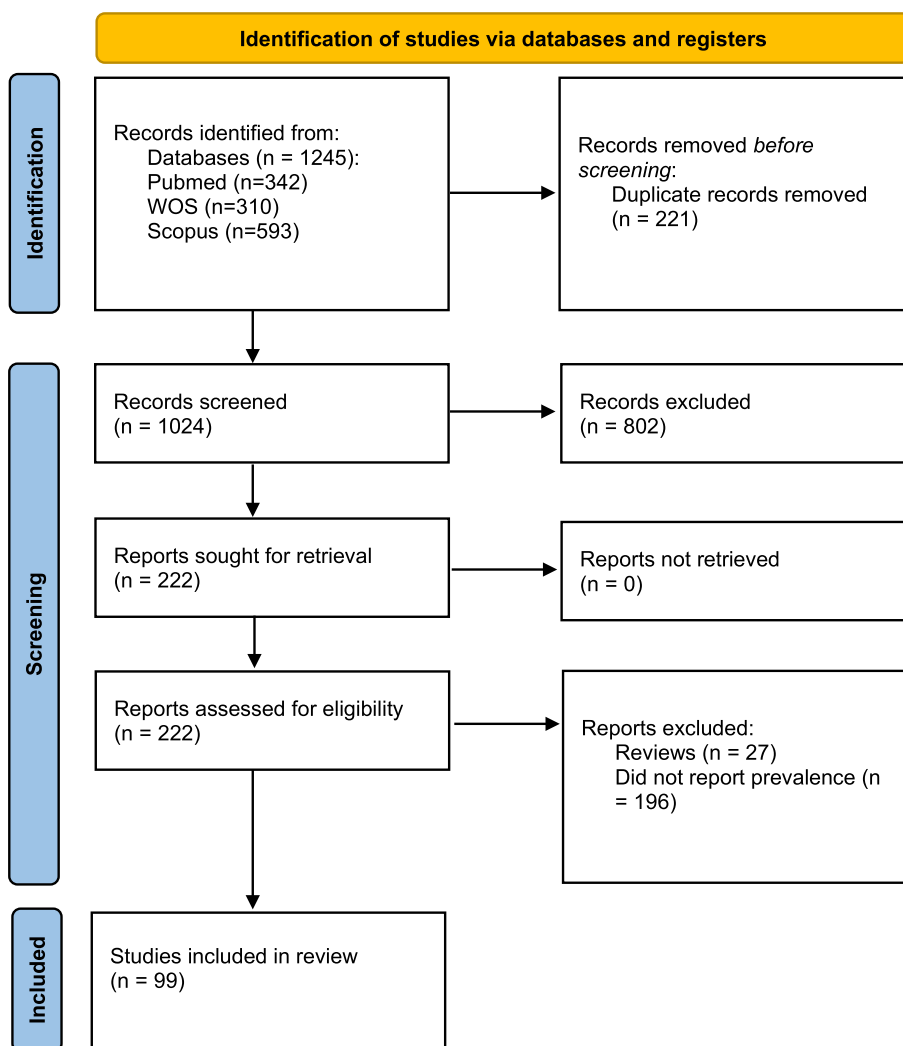 Identification of studies via databases and registers
Identification
Records identified from:
Databases (n = 1245):
Pubmed (n=342)
WOS (n=310)
Scopus (n=593)
Records removed before
screening:
Duplicate records removed
(n = 221)
Screening
Records screened
(n = 1024)
Records excluded
(n = 802)
Reports sought for retrieval
(n = 222)
Reports not retrieved
(n = 0)
Reports assessed for eligibility
(n = 222)
Reports excluded:
Reviews (n = 27)
Did not report prevalence (n
= 196)
Included
Studies included in review
(n = 99)